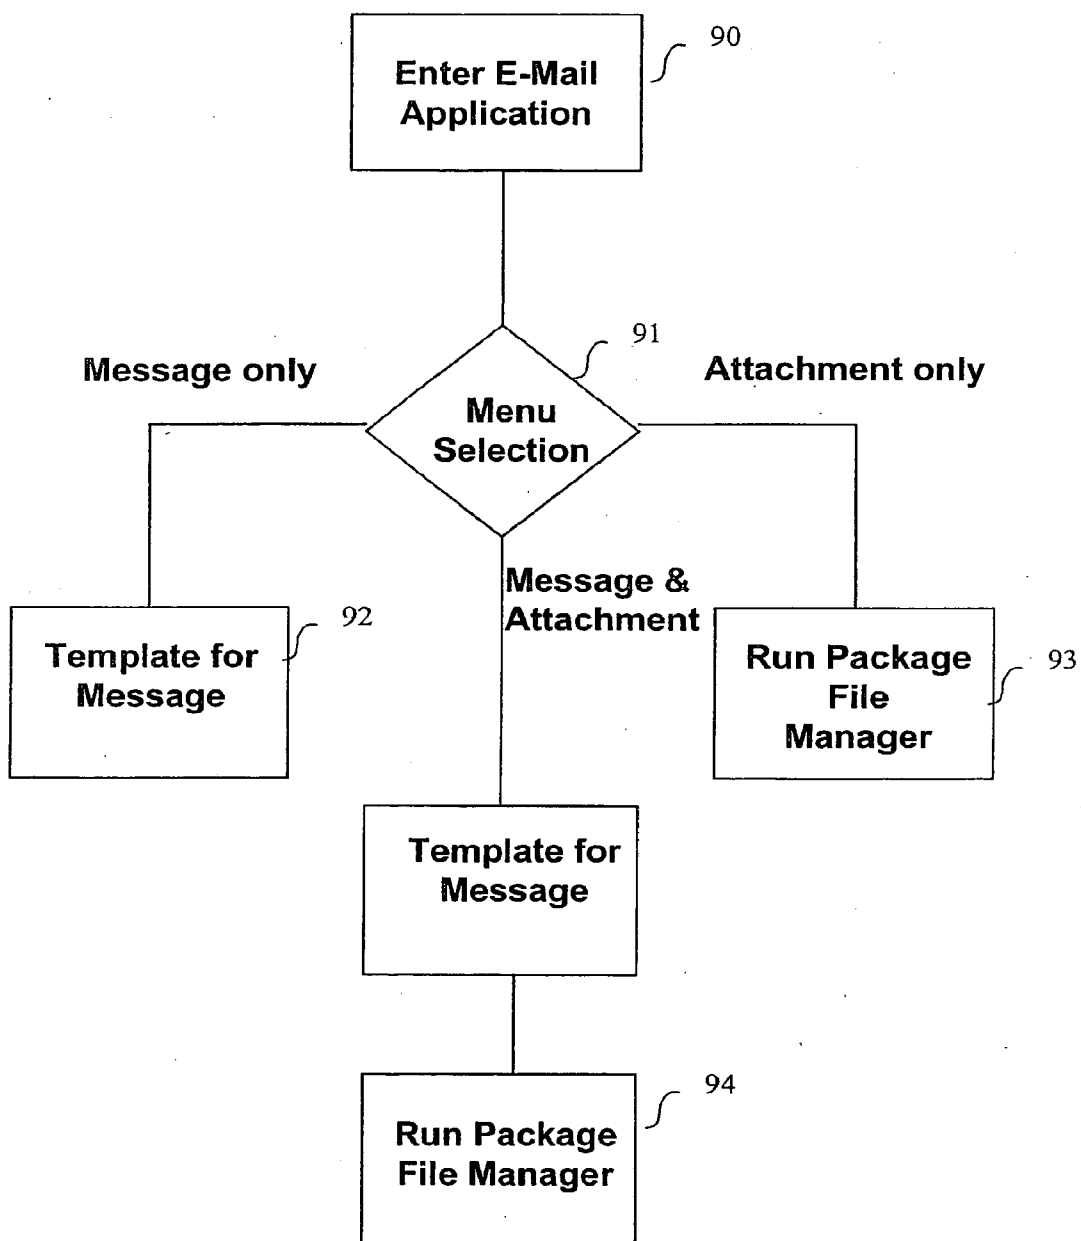 90
Enter E-Mail
Application
91
Message only
Attachment only
Menu
Selection
Message &
Attachment
92
Template for
Message
93
Run Package
File
Manager
Template for
Message
94
Run Package
File Manager